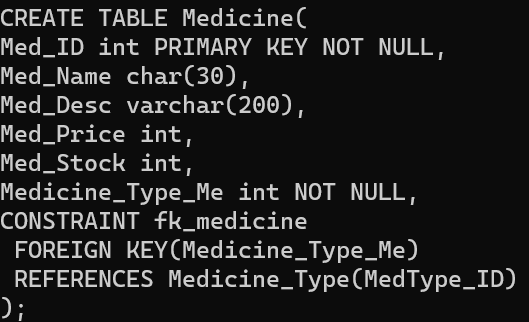 CREATE TABLE Medicine(
Med_ID int PRIMARY KEY NOT NULL,
Med_Name char(30),
Med_Desc varchar(200),
Med_Price int,
Med_Stock int,
Medicine_Type_Me int NOT NULL,
CONSTRAINT fk_medicine
 FOREIGN KEY(Medicine_Type_Me)
 REFERENCES Medicine_Type(MedType_ID)
);